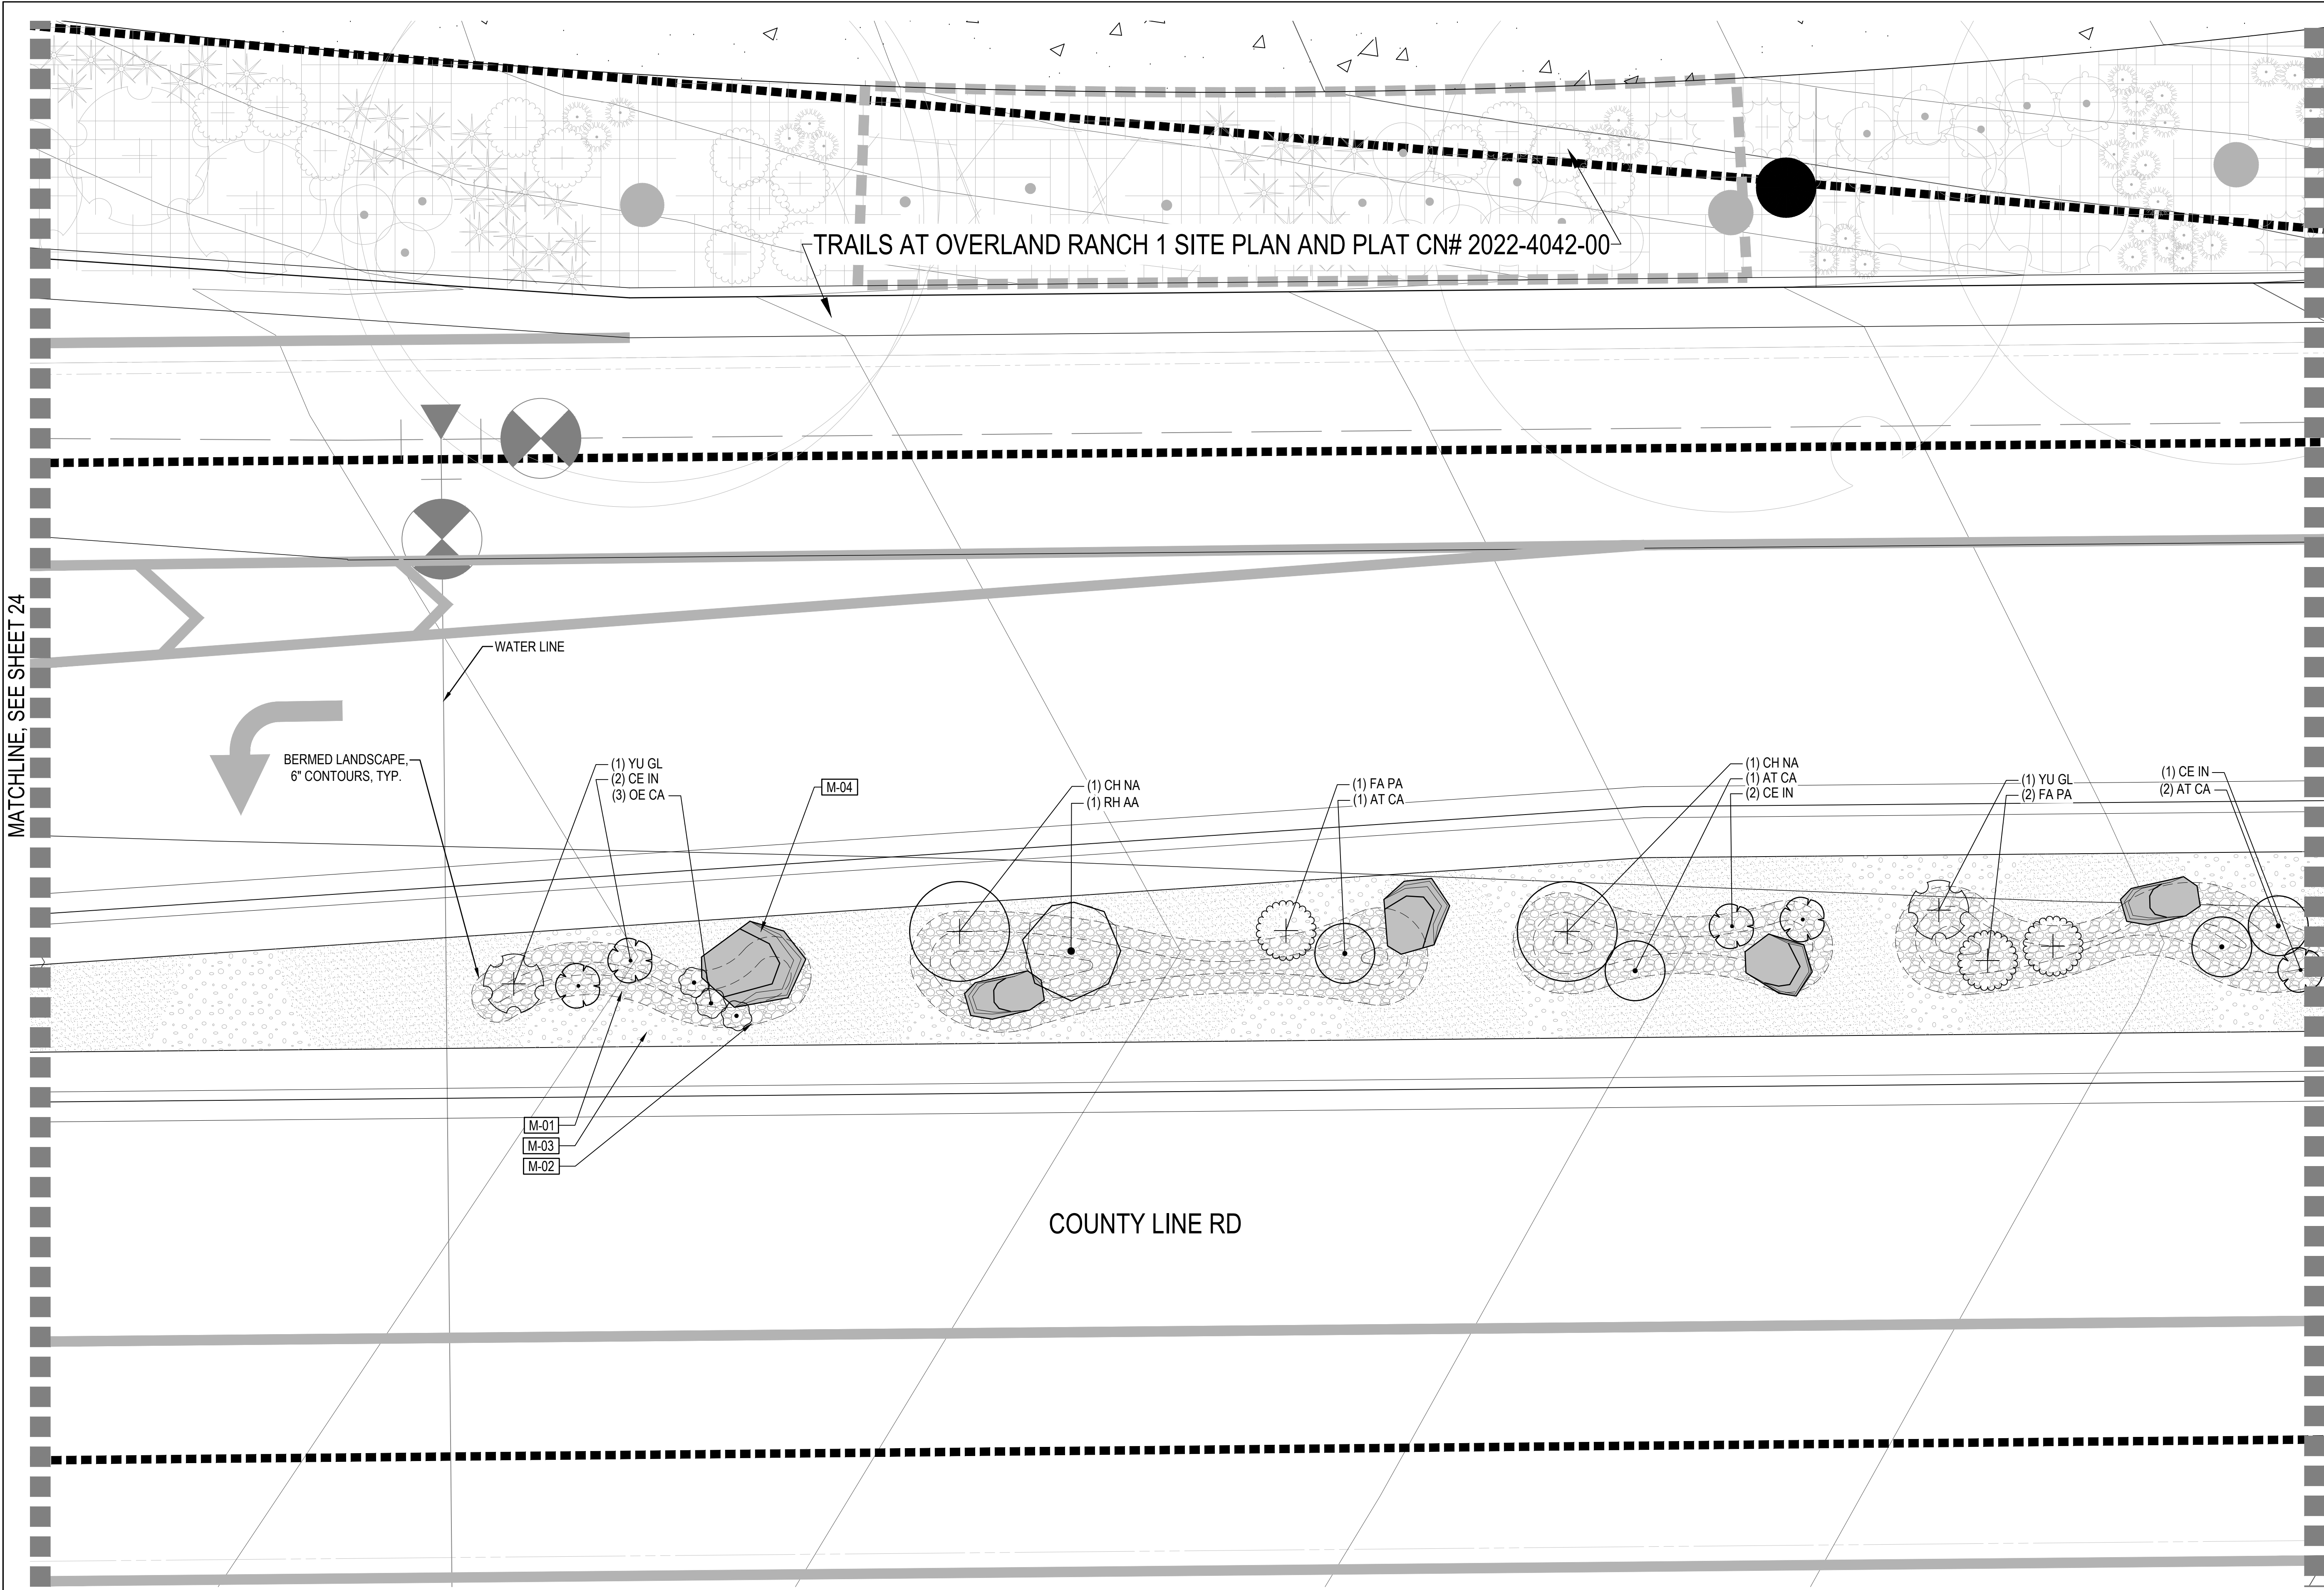 TRAILS AT OVERLAND RANCH 1 SITE PLAN AND PLAT CN# 2022-4042-00
MATCHLINE, SEE SHEET 24
WATER LINE
BERMED LANDSCAPE,
6" CONTOURS, TYP.
(1) YU GL
(2) CE IN
(3) OE CA
M-04
(1) CH NA
(1) RH AA
(1) FA PA
(1) AT CA
(1) CH NA
(1) AT CA
(2) CE IN
(1) YU GL
(2) FA PA
(1) CE IN
(2) AT CA
M-01
M-03
M-02
COUNTY LINE RD